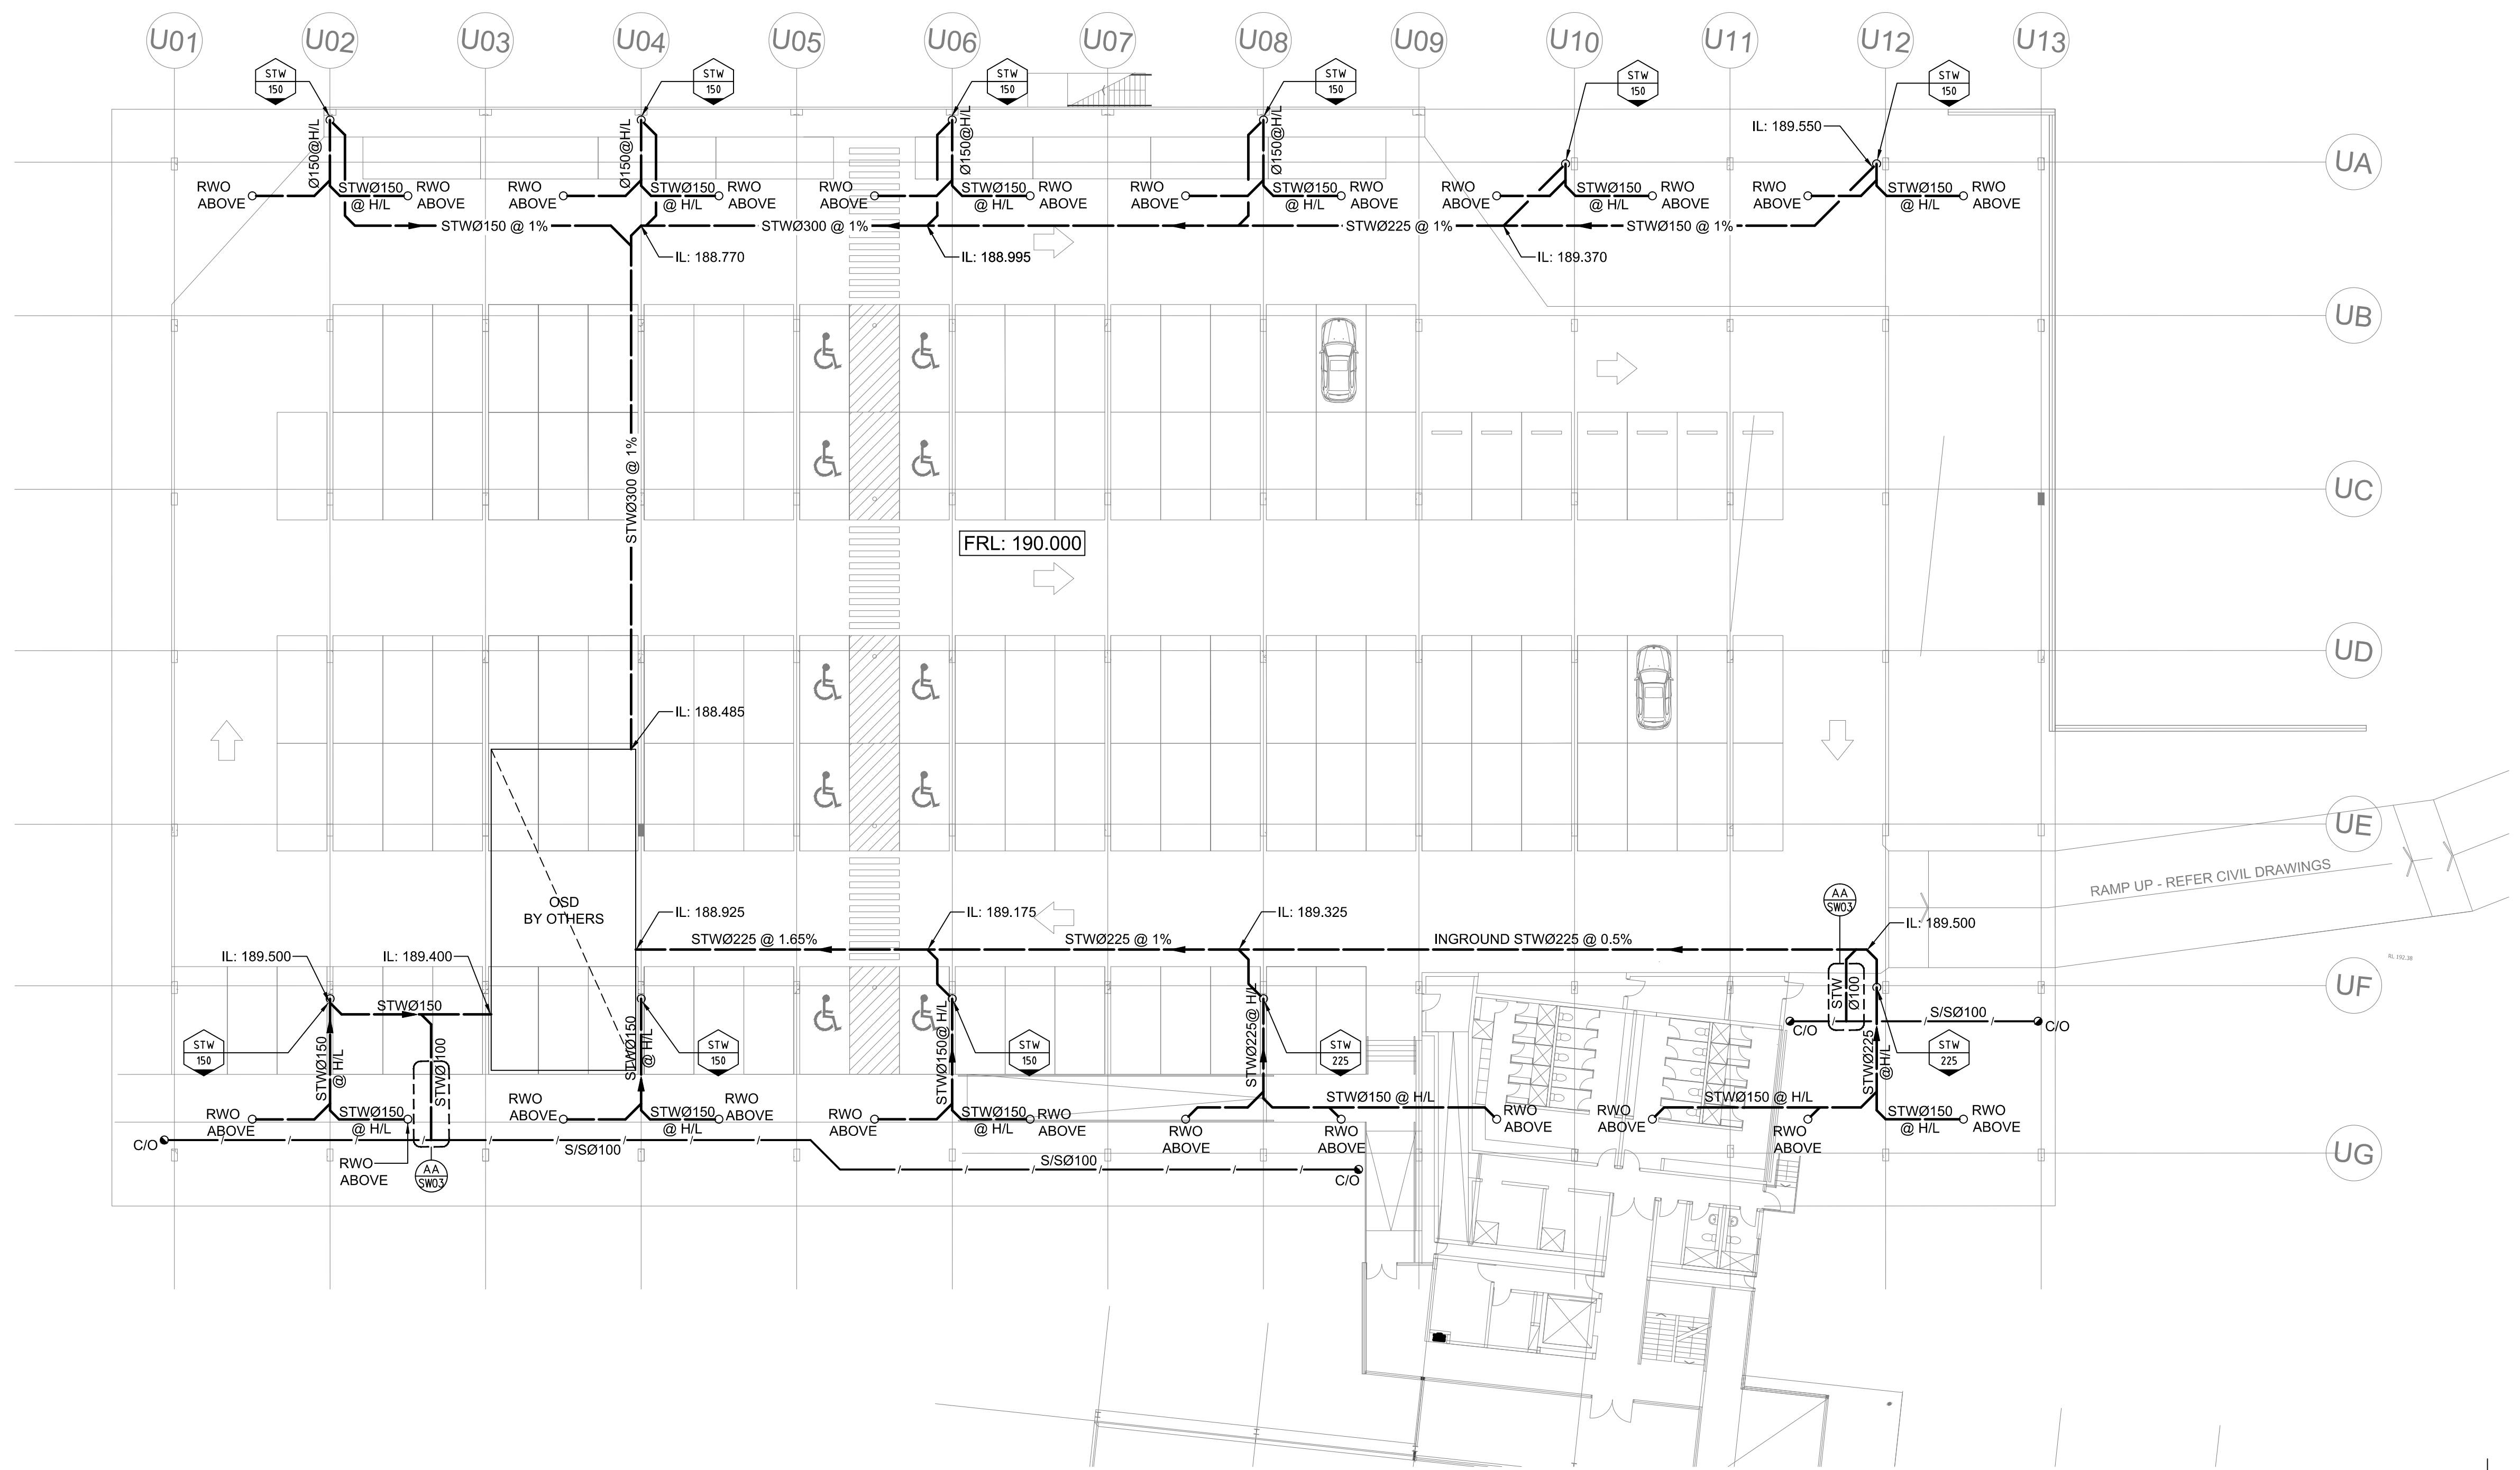 U01
U02
U03
U04
U05
U06
U07
U08
U09
U10
U11
U12
U13
STW
150
STW
150
STW
150
STW
150
STW
150
STW
150
IL: 189.550
UA
Ø150@H/L
Ø150@H/L
Ø150@H/L
Ø150@H/L
RWO
ABOVE
STWØ150
@ H/L
RWO
ABOVE
RWO
ABOVE
STWØ150
@ H/L
RWO
ABOVE
RWO
ABOVE
STWØ150
@ H/L
RWO
ABOVE
RWO
ABOVE
STWØ150
@ H/L
RWO
ABOVE
RWO
ABOVE
STWØ150
@ H/L
RWO
ABOVE
RWO
ABOVE
STWØ150
@ H/L
RWO
ABOVE
STWØ150 @ 1%
STWØ300 @ 1%
STWØ225 @ 1%
STWØ150 @ 1%
IL: 188.770
IL: 188.995
IL: 189.370
UB
STWØ300 @ 1%
UC
FRL: 190.000
UD
IL: 188.485
UE
RAMP UP - REFER CIVIL DRAWINGS
OSD
BY OTHERS
AA
SW03
IL: 188.925
IL: 189.175
IL: 189.325
IL: 189.500
STWØ225 @ 1.65%
STWØ225 @ 1%
INGROUND STWØ225 @ 0.5%
IL: 189.500
IL: 189.400
RL 192.38
UF
STWØ150
STW
Ø100
S/SØ100
C/O
C/O
STW
150
STWØ150
@ H/L
STWØ100
STWØ150
@ H/L
STW
150
STWØ150@ H/L
STW
150
STWØ225@ H/L
STW
225
STWØ225
@H/L
STW
225
RWO
ABOVE
STWØ150
@ H/L
RWO
ABOVE
STWØ150
@ H/L
RWO
ABOVE
RWO
ABOVE
STWØ150
@ H/L
RWO
ABOVE
STWØ150 @ H/L
RWO
ABOVE
RWO
ABOVE
RWO
ABOVE
RWO
ABOVE
STWØ150 @ H/L
RWO
ABOVE
STWØ150
@ H/L
RWO
ABOVE
C/O
S/SØ100
RWO
ABOVE
AA
SW03
S/SØ100
C/O
UG